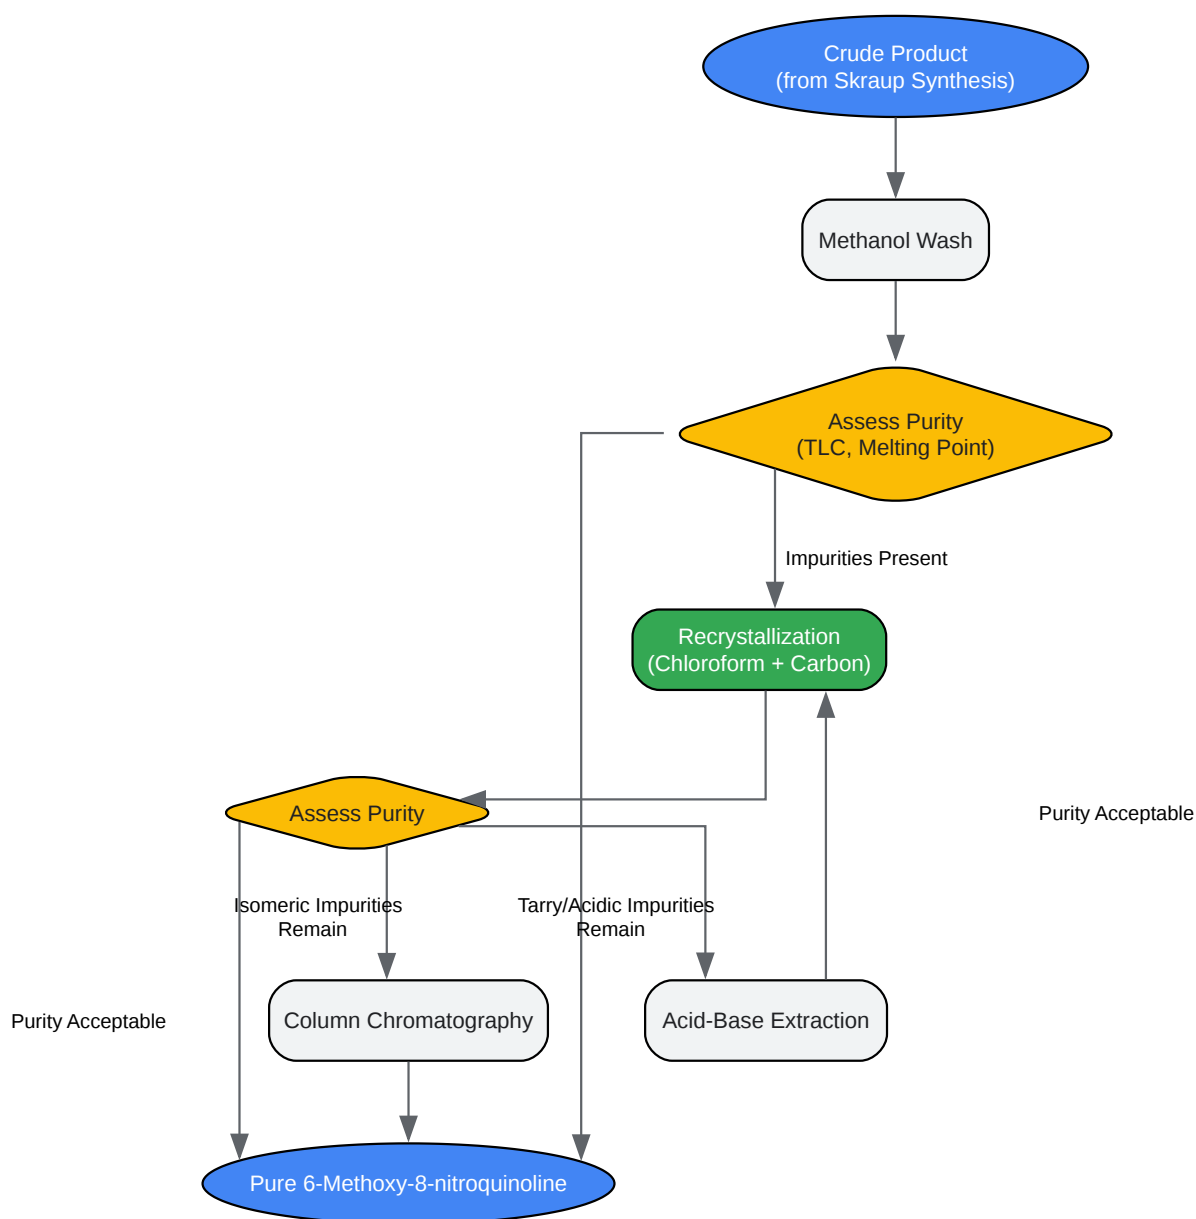 Crude Product
(from Skraup Synthesis)
Methanol Wash
Assess Purity
(TLC, Melting Point)
Impurities Present
Recrystallization
(Chloroform + Carbon)
Assess Purity
Purity Acceptable
Isomeric Impurities
Remain
Tarry/Acidic Impurities
Remain
Purity Acceptable
Column Chromatography
Acid-Base Extraction
Pure 6-Methoxy-8-nitroquinoline